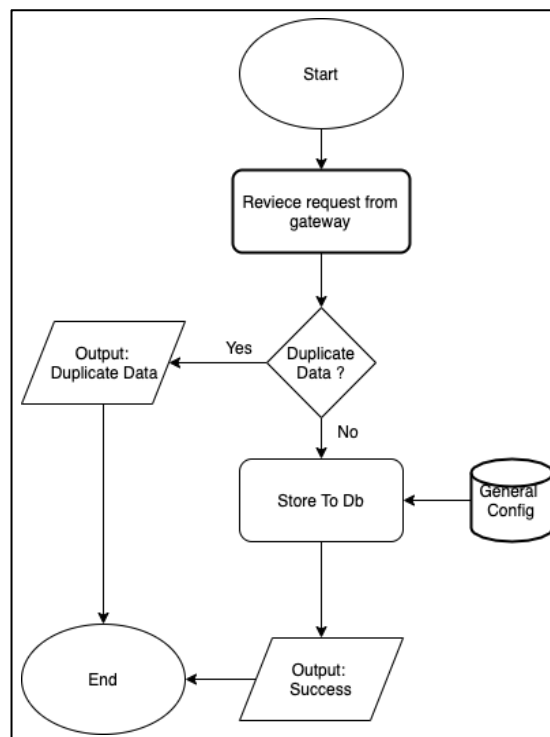 Start
Reviece request from
gateway
Duplicate
Data ?
Yes
Output:
Duplicate Data
No
Store To Db
General
Config
Output:
Success
End